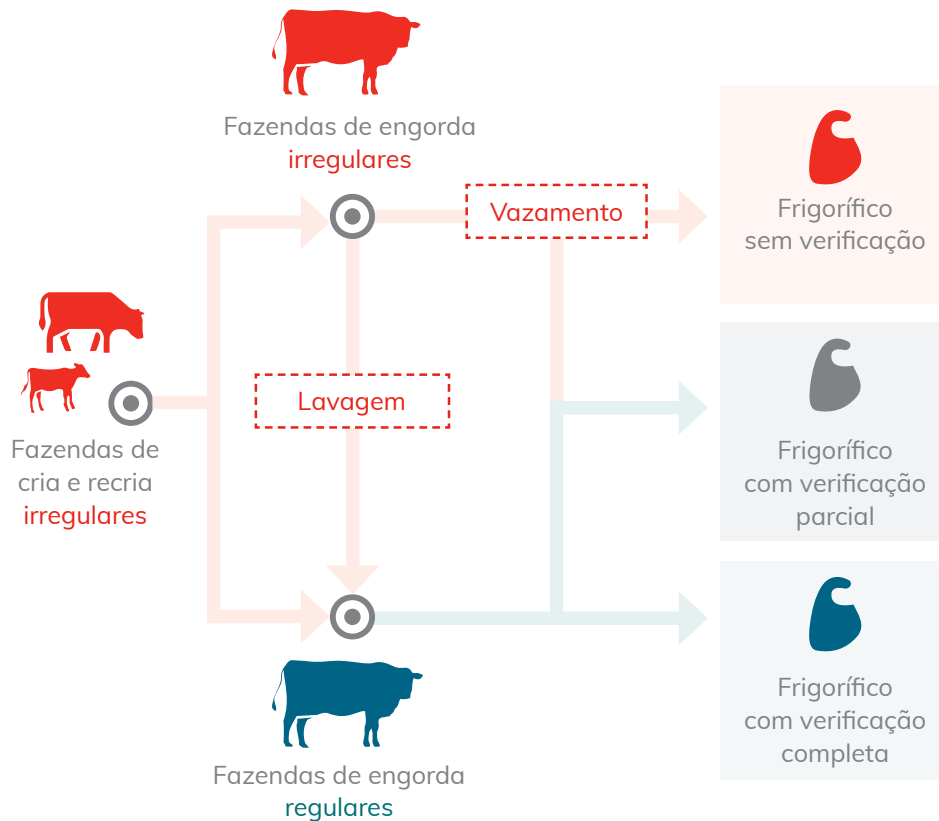 Fazendas de engorda
irregulares
Vazamento
Frigorífico
sem verificação
Lavagem
Fazendas de
cria e recria
irregulares
Frigorífico
com verificação
parcial
Frigorífico
com verificação
completa
Fazendas de engorda
regulares